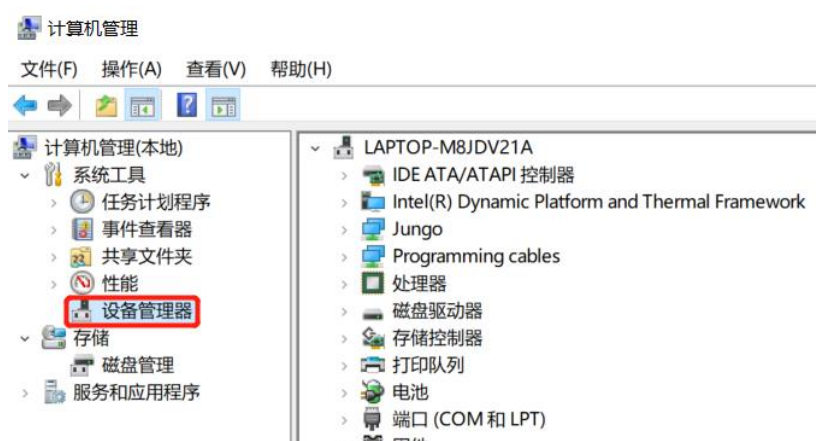 计算机管理
文件(F) 操作(A) 查看(V) 帮助(H)
计算机管理(本地)
系统工具
任务计划程序
事件查看器
共享文件夹
性能
设备管理器
存储
磁盘管理
服务和应用程序
LAPTOP-M8JDV21A
IDE ATA/ATAPI 控制器
Intel(R) Dynamic Platform and Thermal Framework
Jungo
Programming cables
处理器
磁盘驱动器
存储控制器
打印队列
电池
端口 (COM 和 LPT)